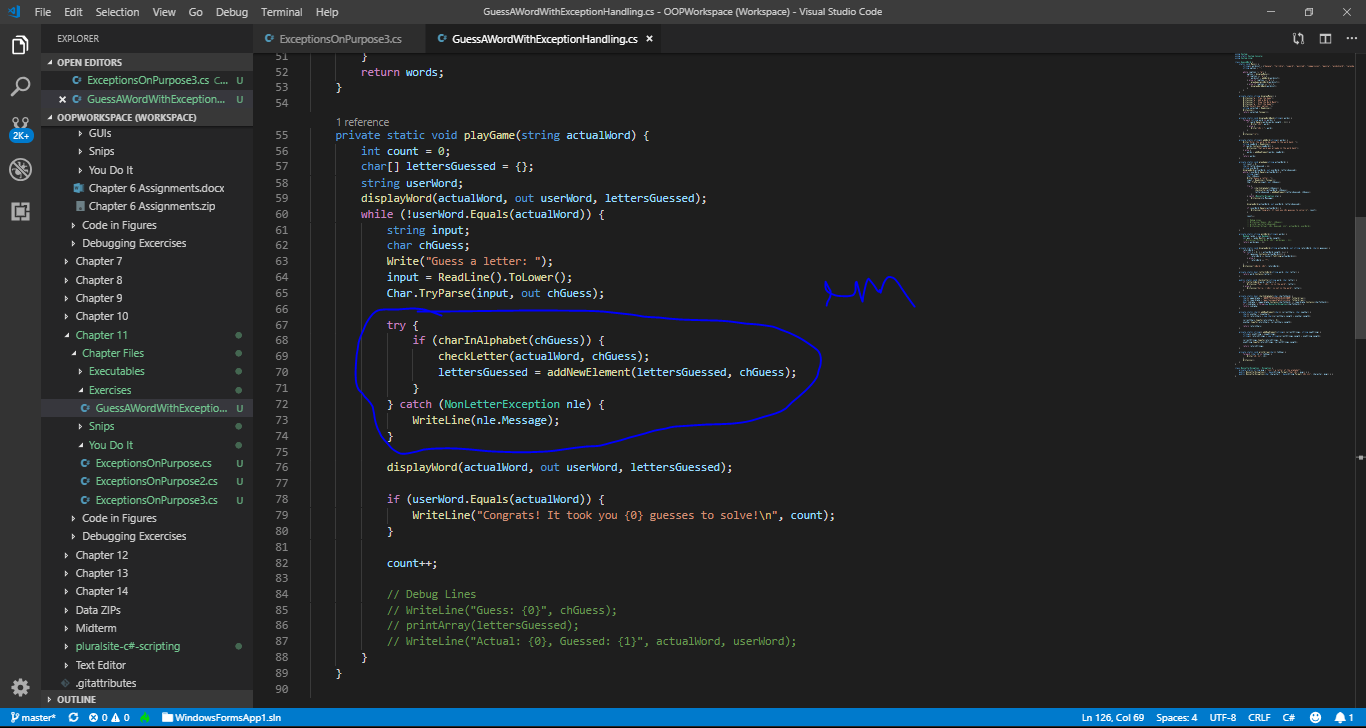 File Edit Selection View Go Debug Terminal Help
GuessAWordWithExceptionHandling.cs - OOPWorkspace (Workspace) - Visual Studio Code
EXPLORER
OPEN EDITORS
ExceptionsOnPurpose3.cs C... U
GuessAWordWithException... U
OOPWORKSPACE (WORKSPACE)
GUIs
Snips
You Do It
Chapter 6 Assignments.docx
Chapter 6 Assignments.zip
Code in Figures
Debugging Excercises
Chapter 7
Chapter 8
Chapter 9
Chapter 10
Chapter 11
Chapter Files
Executables
Exercises
GuessAWordWithExceptio... U
Snips
You Do It
ExceptionsOnPurpose.cs U
ExceptionsOnPurpose2.cs U
ExceptionsOnPurpose3.cs U
Code in Figures
Debugging Excercises
Chapter 12
Chapter 13
Chapter 14
Data ZIPs
Midterm
pluralsite-c#-scripting
Text Editor
.gitattributes
OUTLINE
2K+
ExceptionsOnPurpose3.cs
GuessAWordWithExceptionHandling.cs
51 }
52 return words;
53 }
54
1 reference
55 private static void playGame(string actualWord) {
56 int count = 0;
57 char[] lettersGuessed = {};
58 string userWord;
59 displayWord(actualWord, out userWord, lettersGuessed);
60 while (!userWord.Equals(actualWord)) {
61 string input;
62 char chGuess;
63 Write("Guess a letter: ");
64 input = ReadLine().ToLower();
65 Char.TryParse(input, out chGuess);
66
67 try {
68 if (charInAlphabet(chGuess)) {
69 checkLetter(actualWord, chGuess);
70 lettersGuessed = addNewElement(lettersGuessed, chGuess);
71 }
72 } catch (NonLetterException nle) {
73 WriteLine(nle.Message);
74 }
75
76 displayWord(actualWord, out userWord, lettersGuessed);
77
78 if (userWord.Equals(actualWord)) {
79 WriteLine("Congrats! It took you {0} guesses to solve!\n", count);
80 }
81
82 count++;
83
84 // Debug Lines
85 // WriteLine("Guess: {0}", chGuess);
86 // printArray(lettersGuessed);
87 // WriteLine("Actual: {0}, Guessed: {1}", actualWord, userWord);
88 }
89 }
90
master* 0 0 WindowsFormsApp1.sln
Ln 126, Col 69 Spaces: 4 UTF-8 CRLF C# 1